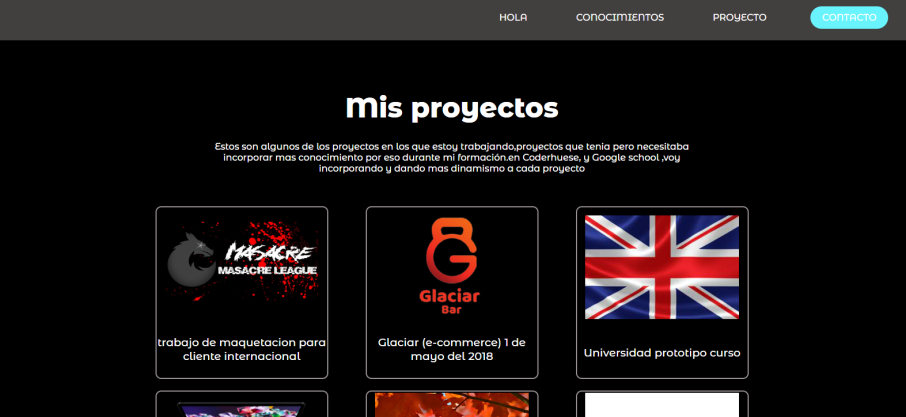 HOLA
CONOCIMIENTOS
PROYECTO
CONTACTO
Mis proyectos
Estos son algunos de los proyectos en los que estoy trabajando,proyectos que tenia pero necesitaba
incorporar mas conocimiento por eso durante mi formación.en Coderhuese, y Google school ,voy
incorporando y dando mas dinamismo a cada proyecto
MASACRE
MASACRE LEAGUE
Glaciar
Bar
trabajo de maquetacion para
cliente internacional
Glaciar (e-commerce) 1 de
mayo del 2018
Universidad prototipo curso